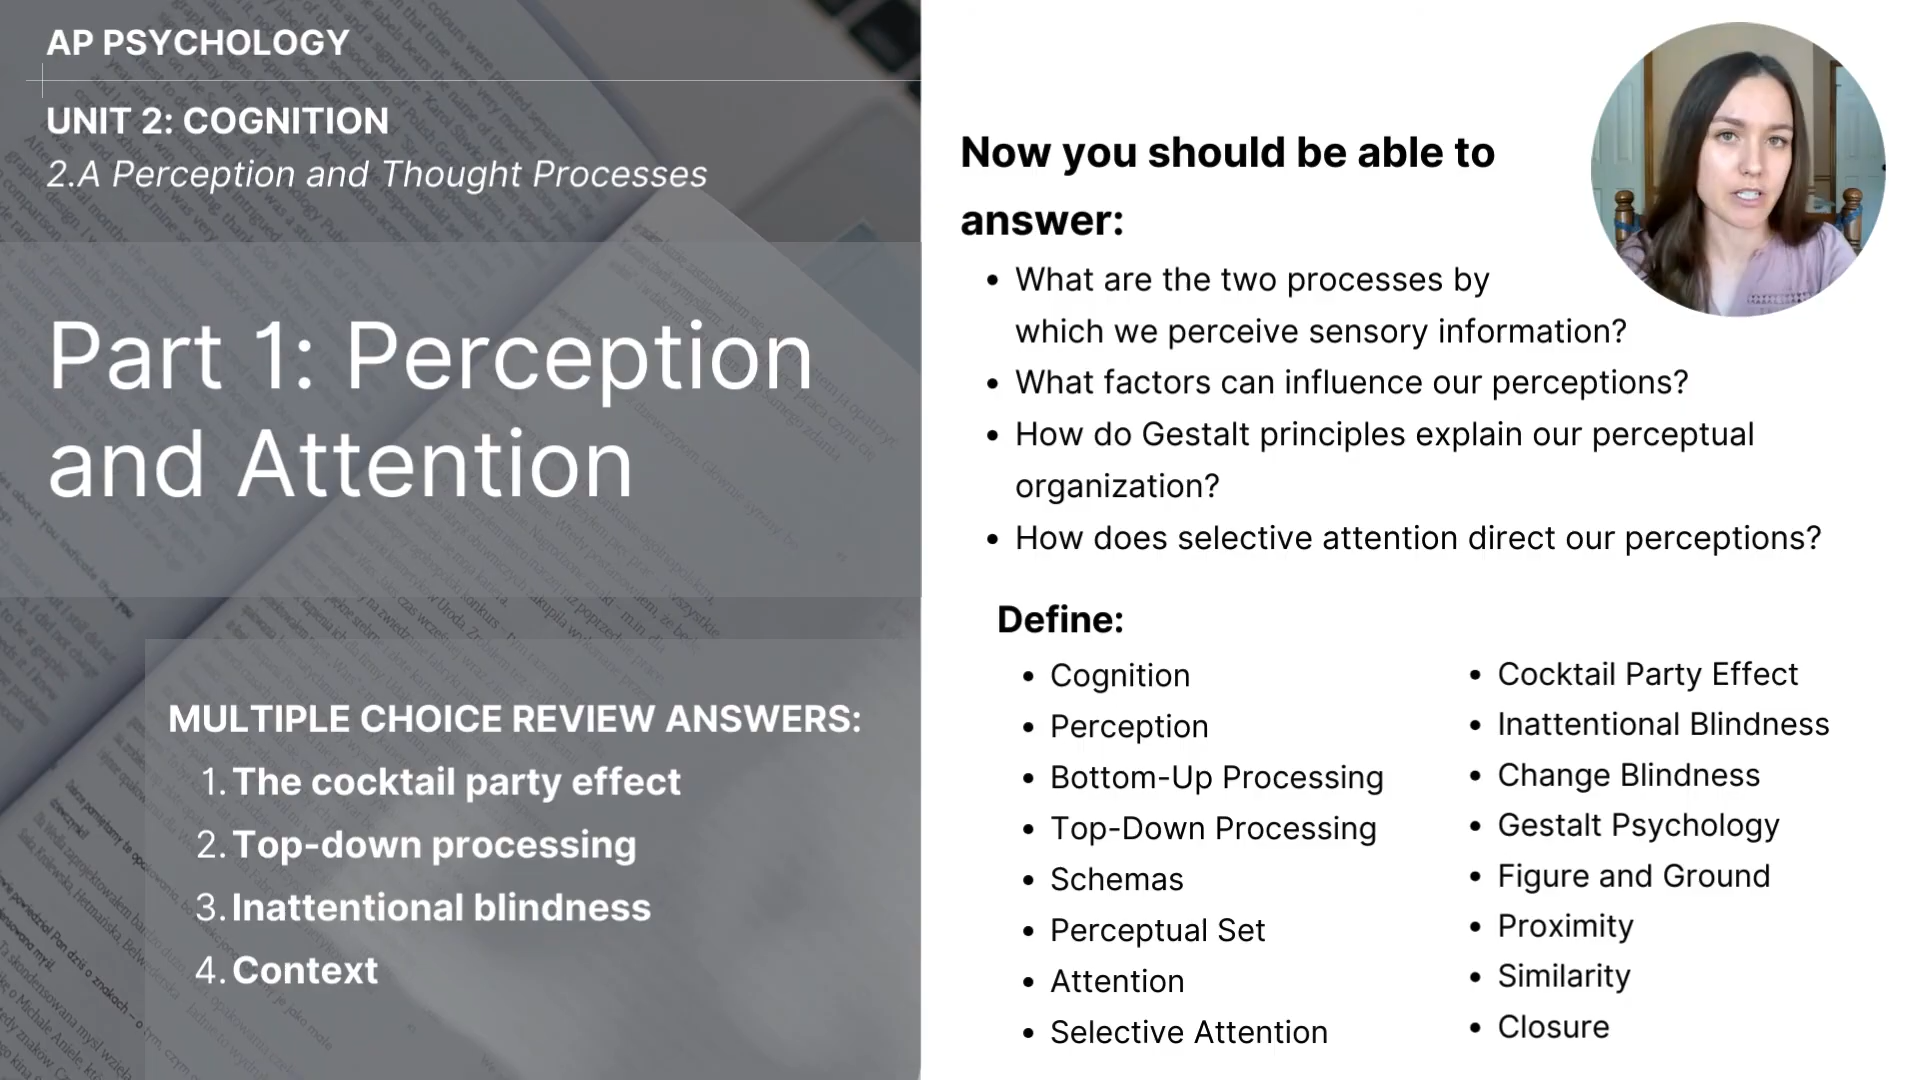 AP PSYCHOLOGY
UNIT 2: COGNITION
2.A Perception and Thought Processes
Part 1: Perception
and Attention
MULTIPLE CHOICE REVIEW ANSWERS:
1. The cocktail party effect
2. Top-down processing
3. Inattentional blindness
4. Context
Now you should be able to
answer:
• What are the two processes by
which we perceive sensory information?
• What factors can influence our perceptions?
• How do Gestalt principles explain our perceptual
organization?
• How does selective attention direct our perceptions?
Define:
• Cognition
• Perception
• Bottom-Up Processing
• Top-Down Processing
• Schemas
• Perceptual Set
• Attention
• Selective Attention
• Cocktail Party Effect
• Inattentional Blindness
• Change Blindness
• Gestalt Psychology
• Figure and Ground
• Proximity
• Similarity
• Closure